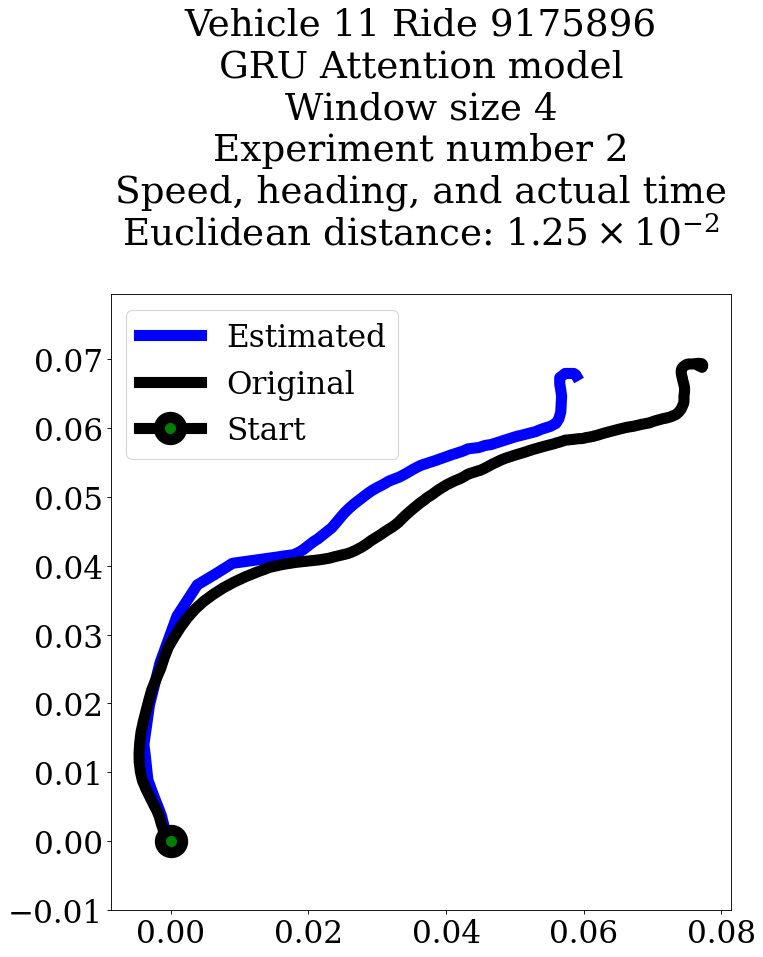 Vehicle 11 Ride 9175896
GRU Attention model
Window size 4
Experiment number 2
Speed, heading, and actual time
Euclidean distance: 1.25 × 10⁻²
Estimated
Original
Start
0.07
0.06
0.05
0.04
0.03
0.02
0.01
0.00
−0.01
0.00 0.02 0.04 0.06 0.08